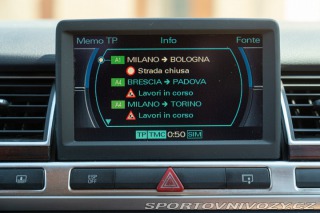 Memo TP Info Fonte
A1 MILANO → BOLOGNA
Strada chiusa
A4 BRESCIA → PADOVA
Lavori in corso
A4 MILANO → TORINO
Lavori in corso
TP TMC 0:50 SIM
OFF
SPORTOVNIVOZY.CZ